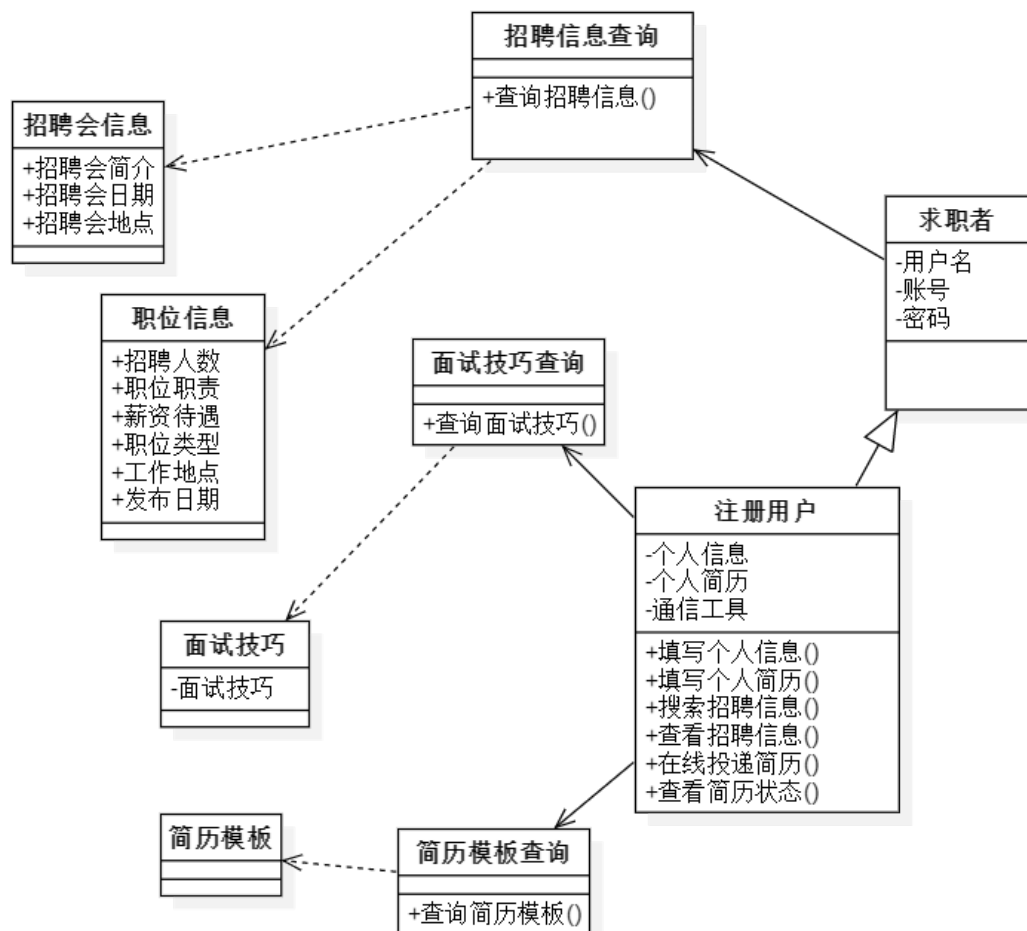 招聘信息查询
+查询招聘信息()
招聘会信息
+招聘会简介
+招聘会日期
+招聘会地点
求职者
-用户名
-账号
-密码
职位信息
+招聘人数
+职位职责
+薪资待遇
+职位类型
+工作地点
+发布日期
面试技巧查询
+查询面试技巧()
注册用户
-个人信息
-个人简历
-通信工具
+填写个人信息()
+填写个人简历()
+搜索招聘信息()
+查看招聘信息()
+在线投递简历()
+查看简历状态()
面试技巧
-面试技巧
简历模板
简历模板查询
+查询简历模板()